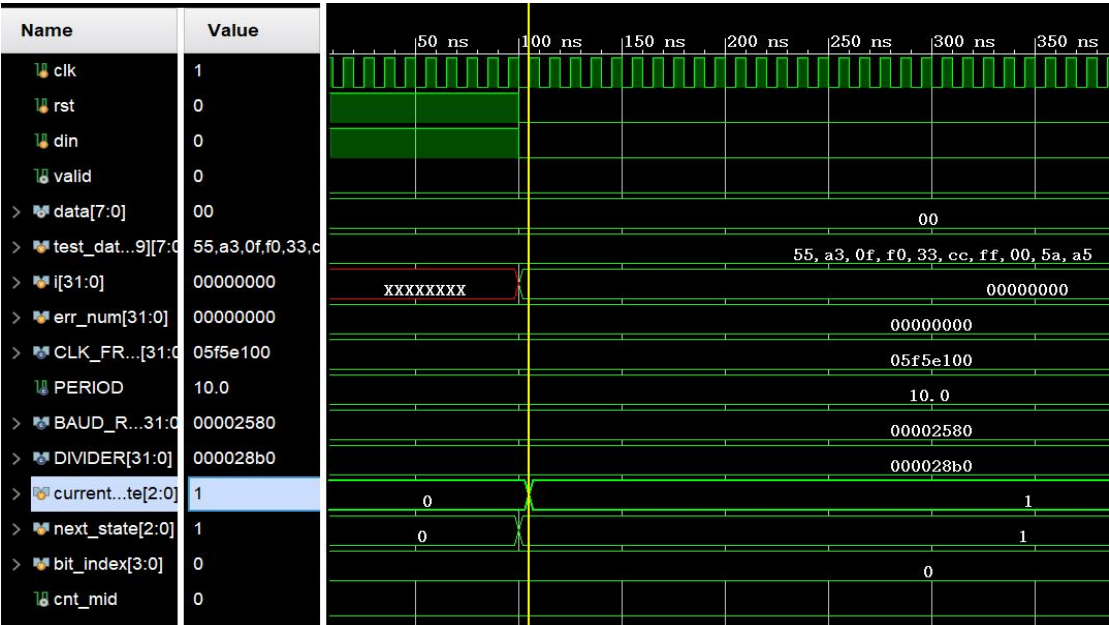 Name Value
50 ns 100 ns 150 ns 200 ns 250 ns 300 ns 350 ns
clk 1
rst 0
din 0
valid 0
data[7:0] 00 00
test_dat...9][7:0 55,a3,0f,f0,33,c 55,a3,0f,f0,33,cc,ff,00,5a,a5
i[31:0] 00000000 XXXXXXXX 00000000
err_num[31:0] 00000000 00000000
CLK_FR...[31:0 05f5e100 05f5e100
PERIOD 10.0 10.0
BAUD_R...31:0 00002580 00002580
DIVIDER[31:0] 000028b0 000028b0
current...te[2:0] 1 0 1
next_state[2:0] 1 0 1
bit_index[3:0] 0 0
cnt_mid 0